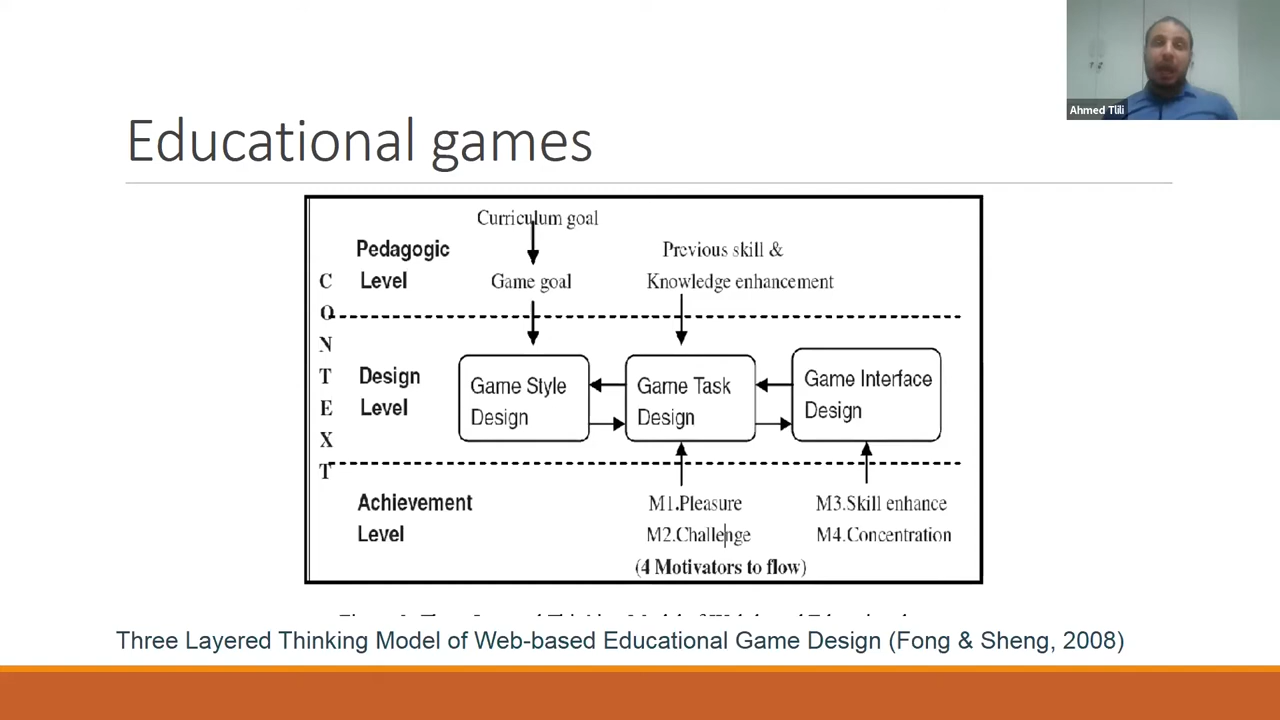 Ahmed Tlili
Educational games
Curriculum goal
Pedagogic
Level
Previous skill &
Knowledge enhancement
Game goal
CONTEXT
Design
Level
Game Style
Design
Game Task
Design
Game Interface
Design
Achievement
Level
M1.Pleasure
M2.Challenge
M3.Skill enhance
M4.Concentration
(4 Motivators to flow)
Three Layered Thinking Model of Web-based Educational Game Design (Fong & Sheng, 2008)